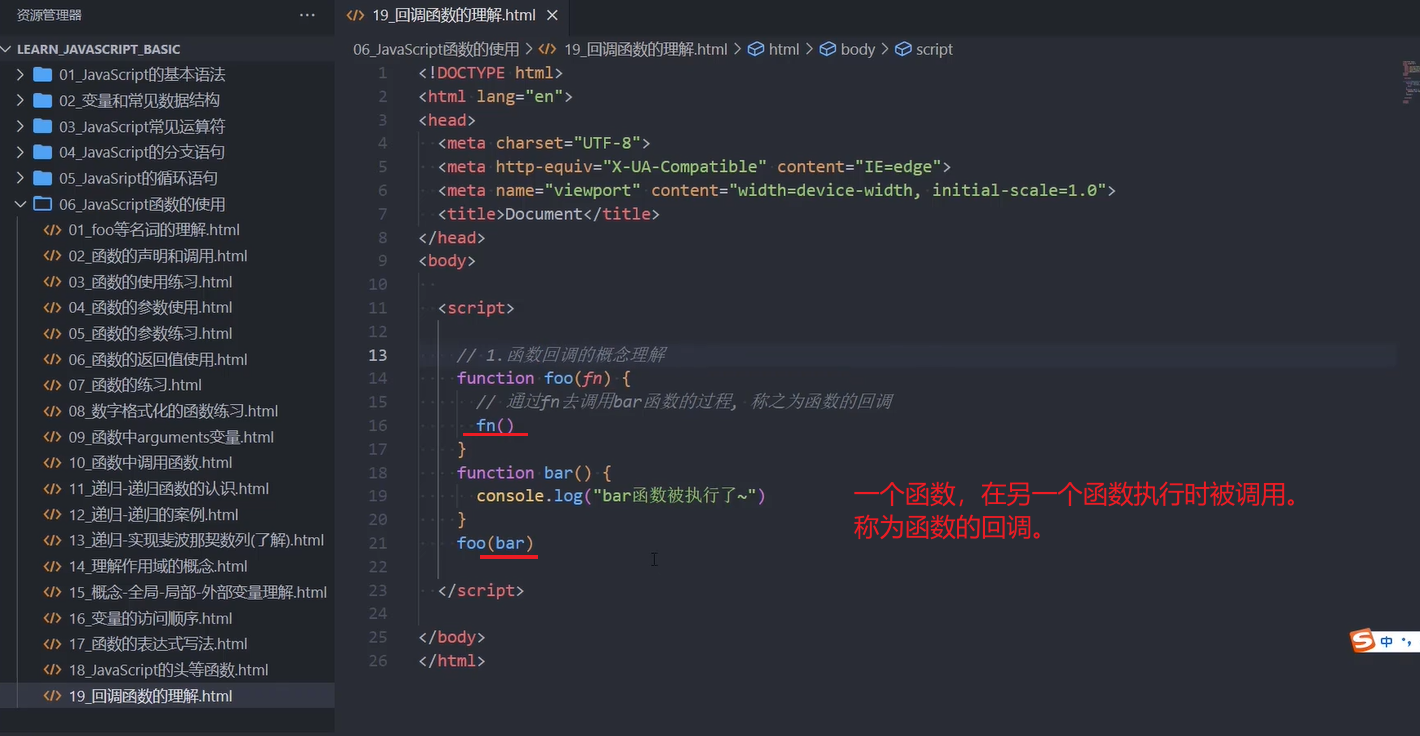 资源管理器
19_回调函数的理解.html
LEARN_JAVASCRIPT_BASIC
01_JavaScript的基本语法
02_变量和常见数据结构
03_JavaScript常见运算符
04_JavaScript的分支语句
05_JavaSript的循环语句
06_JavaScript函数的使用
01_foo等名词的理解.html
02_函数的声明和调用.html
03_函数的使用练习.html
04_函数的参数使用.html
05_函数的参数练习.html
06_函数的返回值使用.html
07_函数的练习.html
08_数字格式化的函数练习.html
09_函数中arguments变量.html
10_函数中调用函数.html
11_递归-递归函数的认识.html
12_递归-递归的案例.html
13_递归-实现斐波那契数列(了解).html
14_理解作用域的概念.html
15_概念-全局-局部-外部变量理解.html
16_变量的访问顺序.html
17_函数的表达式写法.html
18_JavaScript的头等函数.html
19_回调函数的理解.html
06_JavaScript函数的使用 > 19_回调函数的理解.html > html > body > script
1 <!DOCTYPE html>
2 <html lang="en">
3 <head>
4 <meta charset="UTF-8">
5 <meta http-equiv="X-UA-Compatible" content="IE=edge">
6 <meta name="viewport" content="width=device-width, initial-scale=1.0">
7 <title>Document</title>
8 </head>
9 <body>
10
11 <script>
12
13 // 1.函数回调的概念理解
14 function foo(fn) {
15 // 通过fn去调用bar函数的过程, 称之为函数的回调
16 fn()
17 }
18 function bar() {
19 console.log("bar函数被执行了~")
20 }
21 foo(bar)
22
23 </script>
24
25 </body>
26 </html>
一个函数，在另一个函数执行时被调用。
称为函数的回调。
中